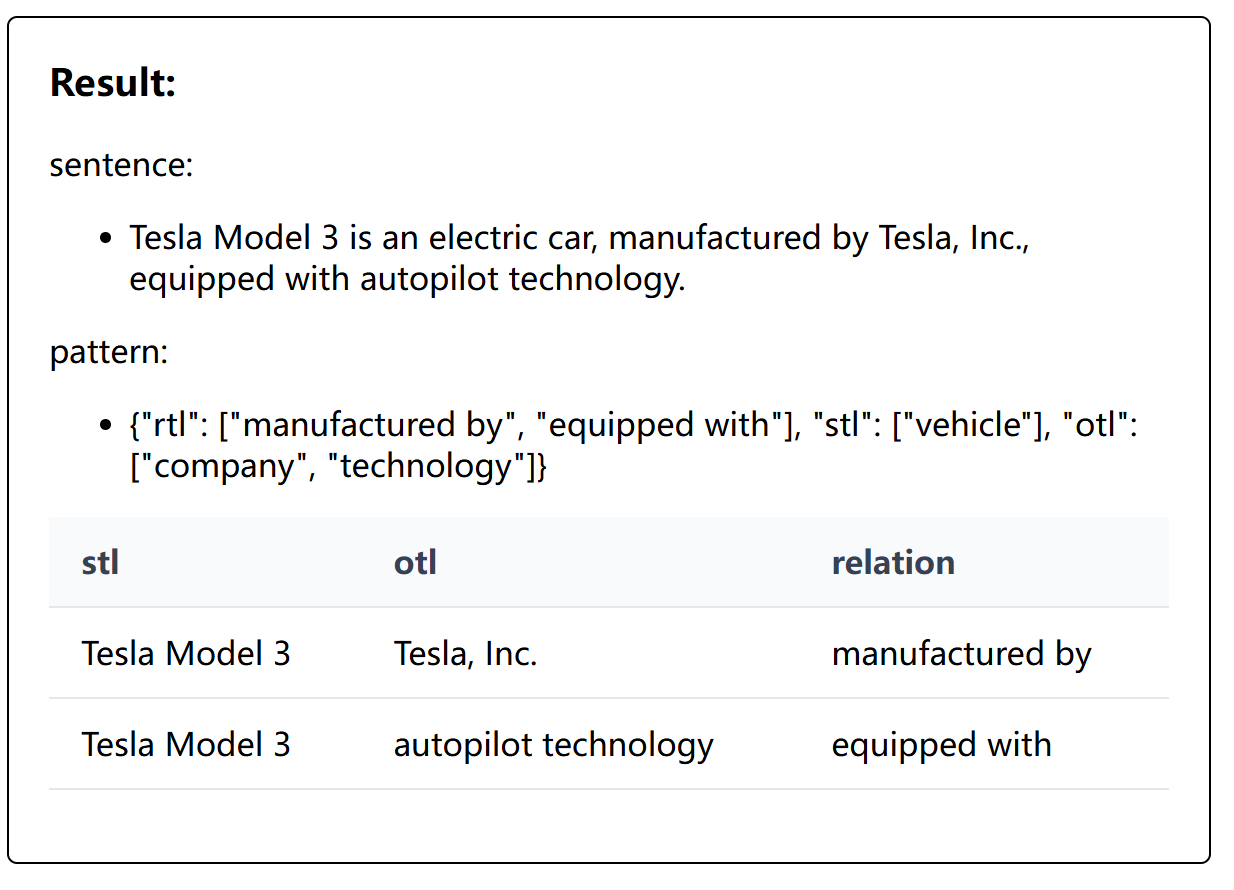 Result:
sentence:
• Tesla Model 3 is an electric car, manufactured by Tesla, Inc.,
equipped with autopilot technology.
pattern:
• {"rtl": ["manufactured by", "equipped with"], "stl": ["vehicle"], "otl":
["company", "technology"]}
stl otl relation
Tesla Model 3 Tesla, Inc. manufactured by
Tesla Model 3 autopilot technology equipped with